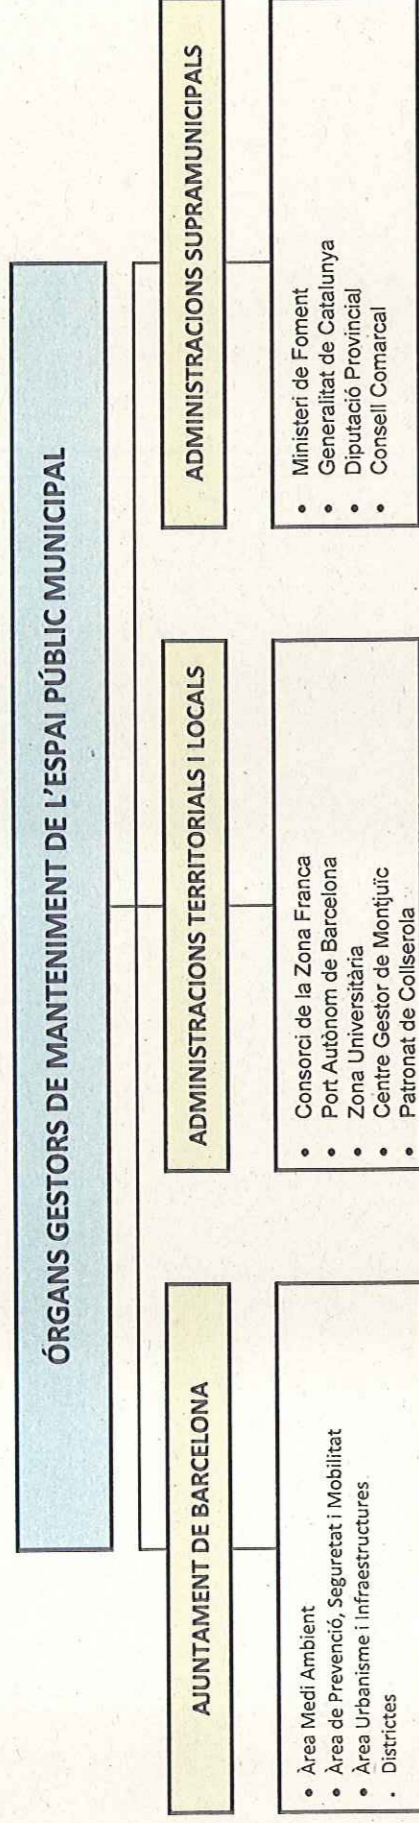 ÓRGANS GESTORS DE MANTENIMENT DE L'ESPAI PÚBLIC MUNICIPAL
AJUNTAMENT DE BARCELONA
• Àrea Medi Ambient
• Àrea de Prevenció, Seguretat i Mobilitat
• Àrea Urbanisme i Infraestructures
• Districtes
ADMINISTRACIONS TERRITORIALS I LOCALS
• Consorci de la Zona Franca
• Port Autònom de Barcelona
• Zona Universitària
• Centre Gestor de Montjuïc
• Patronat de Collserola
ADMINISTRACIONS SUPRAMUNICIPALS
• Ministeri de Foment
• Generalitat de Catalunya
• Diputació Provincial
• Consell Comarcal